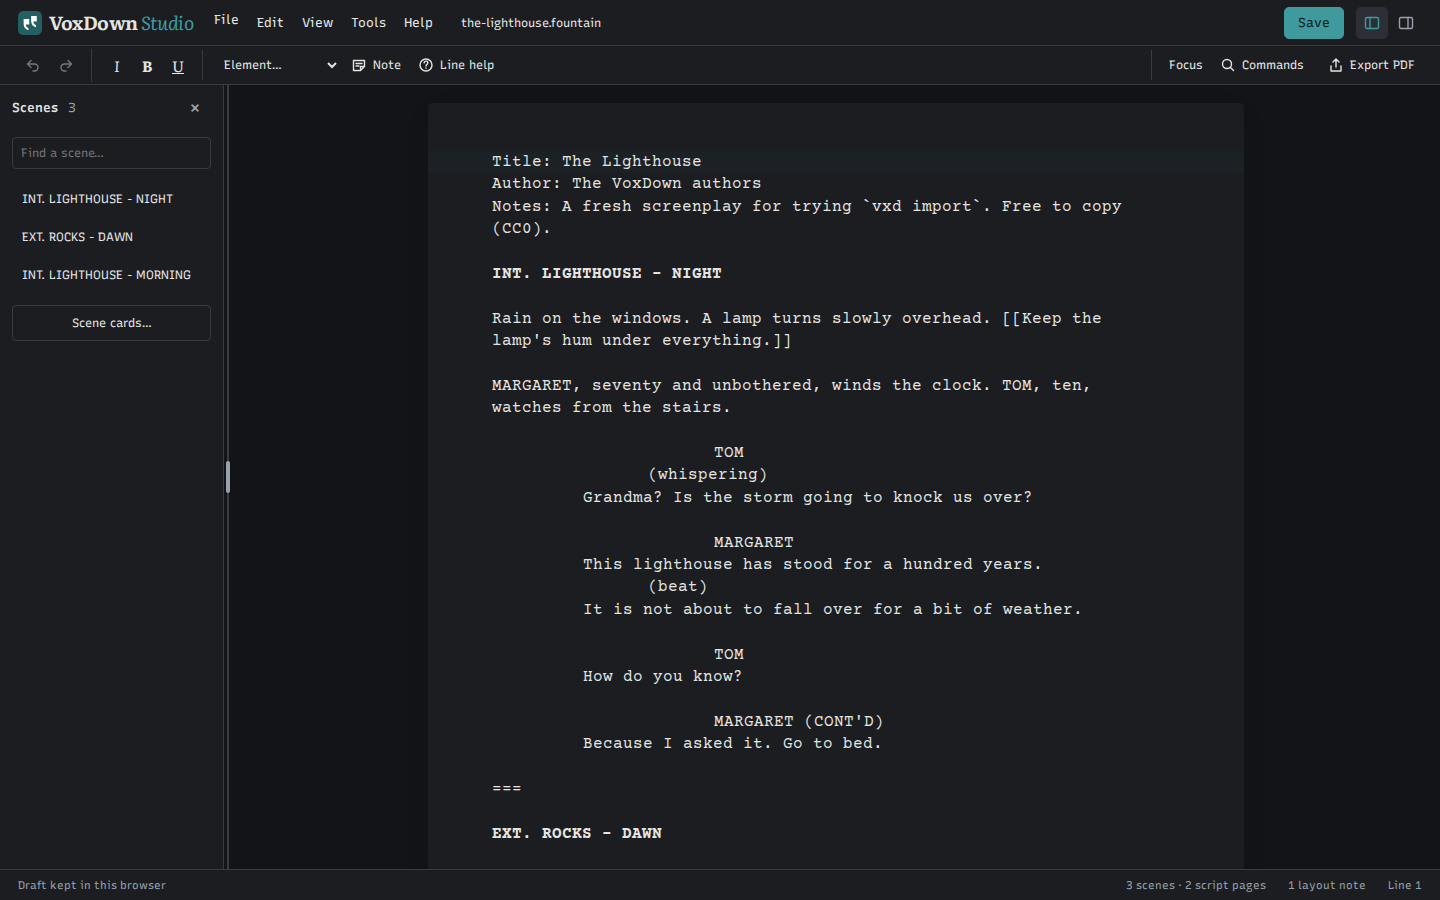 VoxDown Studio File Edit View Tools Help the-lighthouse.fountain Save
I B U Element... Note Line help Focus Commands Export PDF
Scenes 3 ×
Find a scene...
INT. LIGHTHOUSE - NIGHT
EXT. ROCKS - DAWN
INT. LIGHTHOUSE - MORNING
Scene cards...
Title: The Lighthouse
Author: The VoxDown authors
Notes: A fresh screenplay for trying `vxd import`. Free to copy
(CC0).
INT. LIGHTHOUSE - NIGHT
Rain on the windows. A lamp turns slowly overhead. [[Keep the
lamp's hum under everything.]]
MARGARET, seventy and unbothered, winds the clock. TOM, ten,
watches from the stairs.
TOM
(whispering)
Grandma? Is the storm going to knock us over?
MARGARET
This lighthouse has stood for a hundred years.
(beat)
It is not about to fall over for a bit of weather.
TOM
How do you know?
MARGARET (CONT'D)
Because I asked it. Go to bed.
===
EXT. ROCKS - DAWN
Draft kept in this browser 3 scenes · 2 script pages 1 layout note Line 1